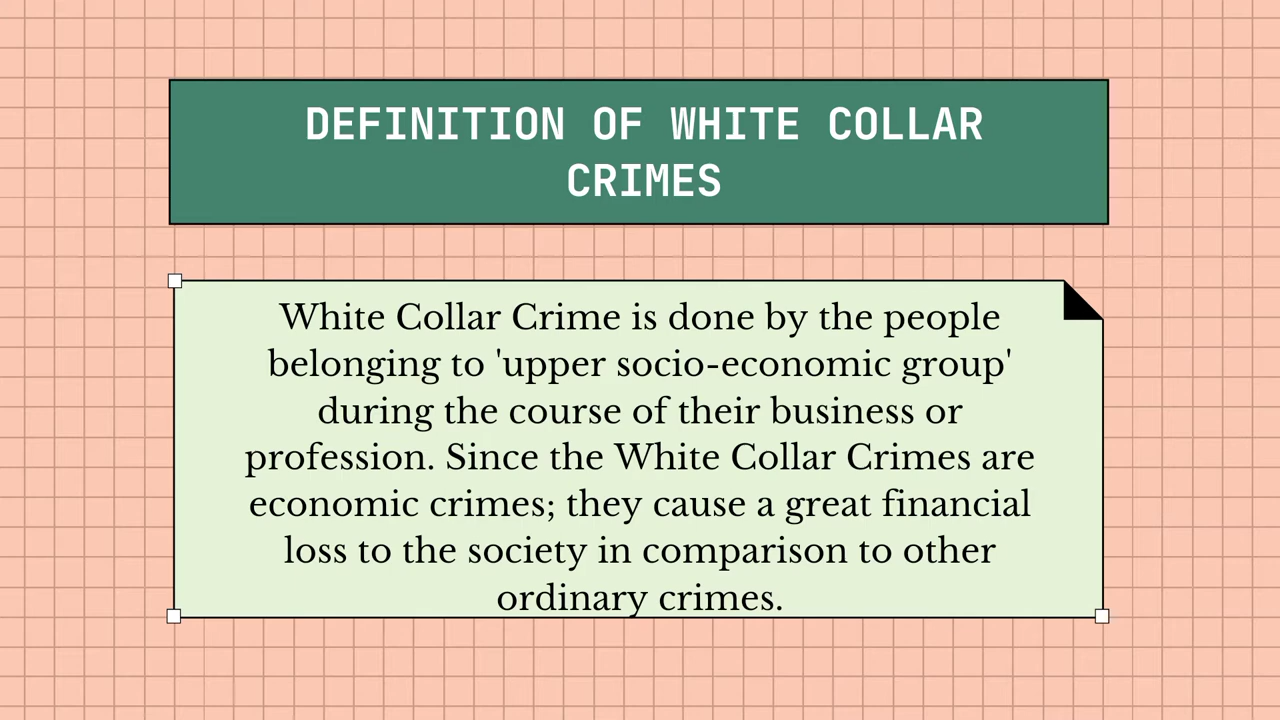 DEFINITION OF WHITE COLLAR
CRIMES
White Collar Crime is done by the people
belonging to 'upper socio-economic group'
during the course of their business or
profession. Since the White Collar Crimes are
economic crimes; they cause a great financial
loss to the society in comparison to other
ordinary crimes.